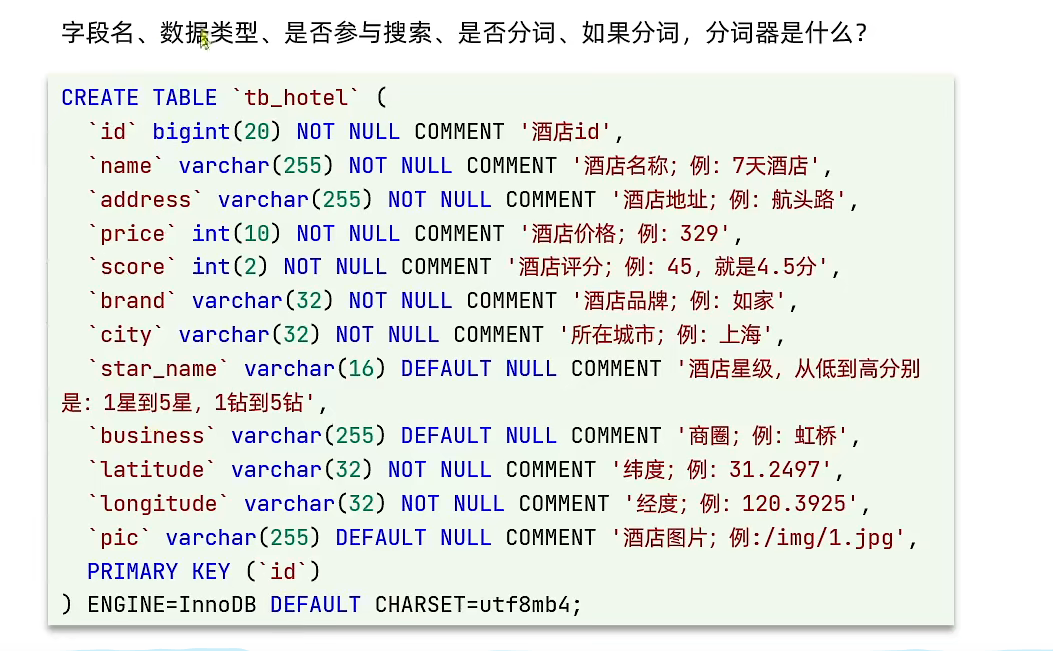 字段名、数据类型、是否参与搜索、是否分词、如果分词，分词器是什么？
CREATE TABLE `tb_hotel` (
`id` bigint(20) NOT NULL COMMENT '酒店id',
`name` varchar(255) NOT NULL COMMENT '酒店名称；例：7天酒店',
`address` varchar(255) NOT NULL COMMENT '酒店地址；例：航头路',
`price` int(10) NOT NULL COMMENT '酒店价格；例：329',
`score` int(2) NOT NULL COMMENT '酒店评分；例：45，就是4.5分',
`brand` varchar(32) NOT NULL COMMENT '酒店品牌；例：如家',
`city` varchar(32) NOT NULL COMMENT '所在城市；例：上海',
`star_name` varchar(16) DEFAULT NULL COMMENT '酒店星级，从低到高分别
是：1星到5星，1钻到5钻',
`business` varchar(255) DEFAULT NULL COMMENT '商圈；例：虹桥',
`latitude` varchar(32) NOT NULL COMMENT '纬度；例：31.2497',
`longitude` varchar(32) NOT NULL COMMENT '经度；例：120.3925',
`pic` varchar(255) DEFAULT NULL COMMENT '酒店图片；例:/img/1.jpg',
PRIMARY KEY (`id`)
) ENGINE=InnoDB DEFAULT CHARSET=utf8mb4;